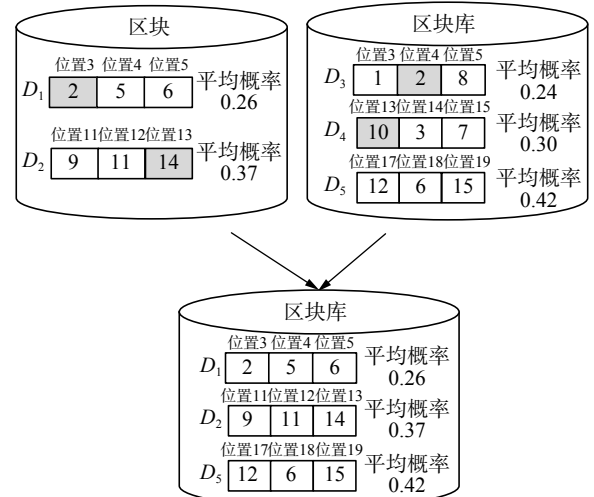 区块
位置3 位置4 位置5
D1 2 5 6 平均概率
0.26
位置11位置12位置13
D2 9 11 14 平均概率
0.37
区块库
位置3 位置4 位置5
D3 1 2 8 平均概率
0.24
位置13位置14位置15
D4 10 3 7 平均概率
0.30
位置17位置18位置19
D5 12 6 15 平均概率
0.42
区块库
位置3 位置4 位置5
D1 2 5 6 平均概率
0.26
位置11位置12位置13
D2 9 11 14 平均概率
0.37
位置17位置18位置19
D5 12 6 15 平均概率
0.42